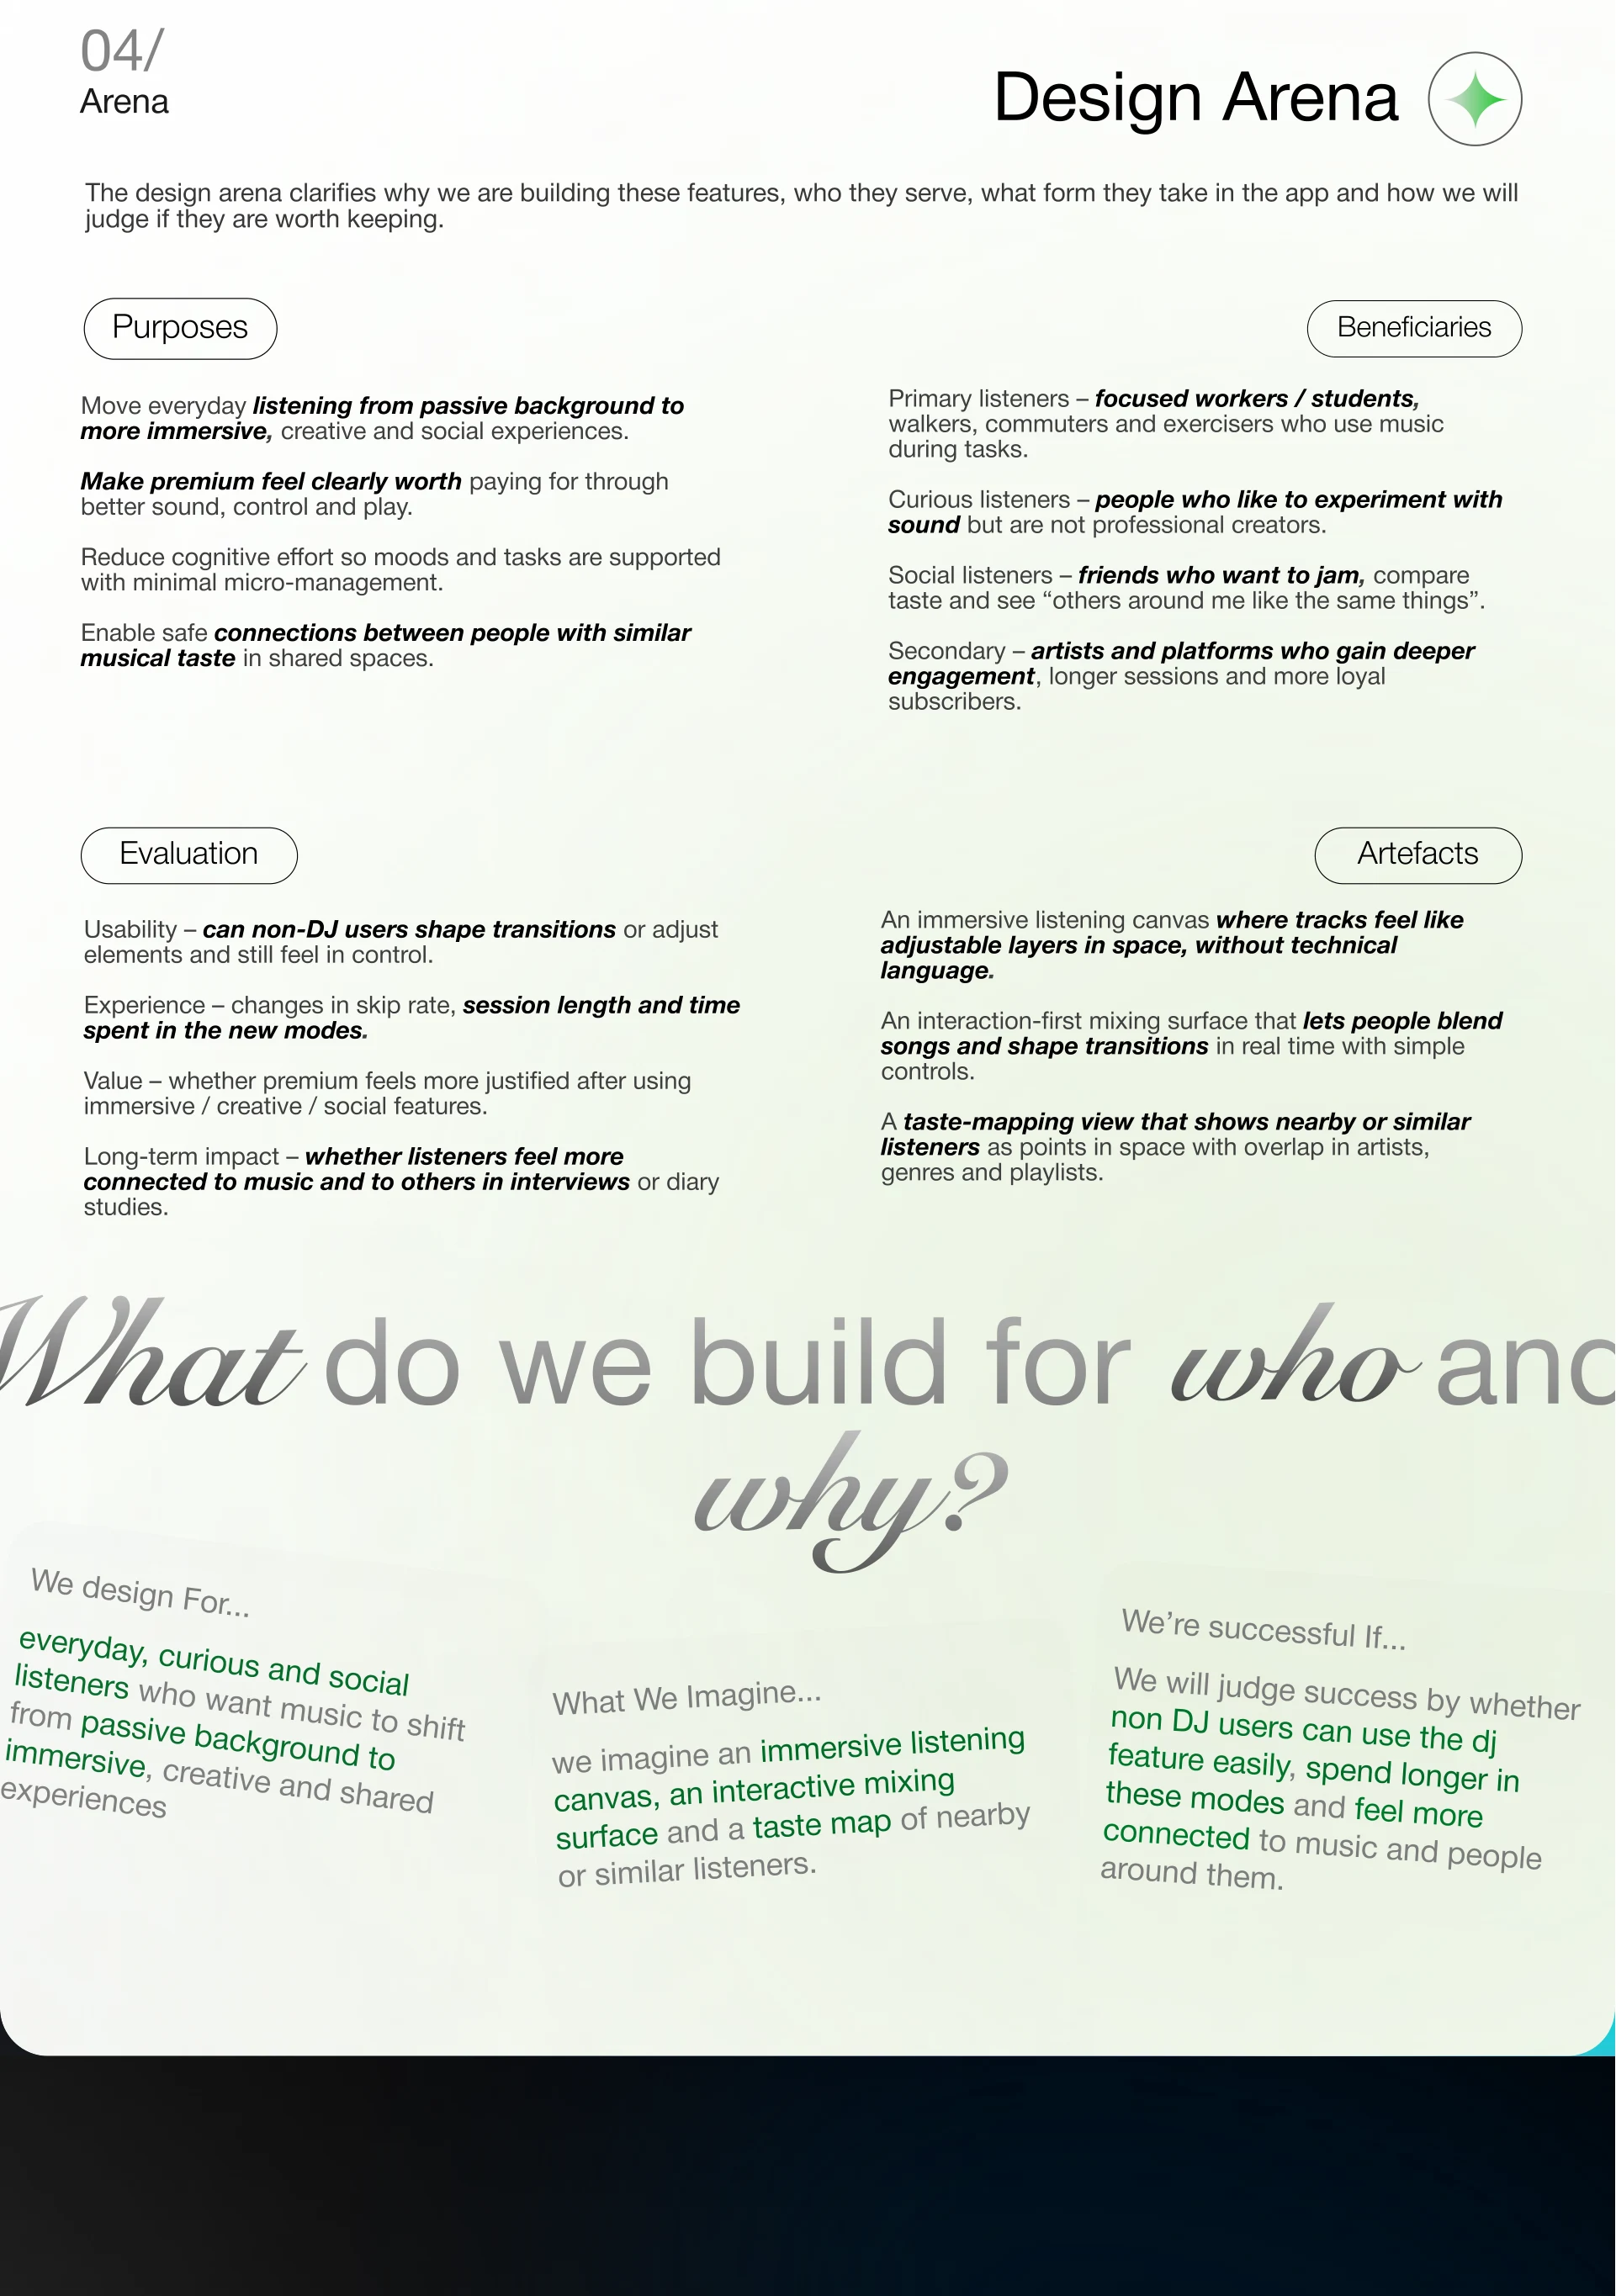 04/
Arena
Design Arena
The design arena clarifies why we are building these features, who they serve, what form they take in the app and how we will
judge if they are worth keeping.
Purposes
Move everyday listening from passive background to
more immersive, creative and social experiences.
Make premium feel clearly worth paying for through
better sound, control and play.
Reduce cognitive effort so moods and tasks are supported
with minimal micro-management.
Enable safe connections between people with similar
musical taste in shared spaces.
Beneficiaries
Primary listeners – focused workers / students,
walkers, commuters and exercisers who use music
during tasks.
Curious listeners – people who like to experiment with
sound but are not professional creators.
Social listeners – friends who want to jam, compare
taste and see “others around me like the same things”.
Secondary – artists and platforms who gain deeper
engagement, longer sessions and more loyal
subscribers.
Evaluation
Usability – can non-DJ users shape transitions or adjust
elements and still feel in control.
Experience – changes in skip rate, session length and time
spent in the new modes.
Value – whether premium feels more justified after using
immersive / creative / social features.
Long-term impact – whether listeners feel more
connected to music and to others in interviews or diary
studies.
Artefacts
An immersive listening canvas where tracks feel like
adjustable layers in space, without technical
language.
An interaction-first mixing surface that lets people blend
songs and shape transitions in real time with simple
controls.
A taste-mapping view that shows nearby or similar
listeners as points in space with overlap in artists,
genres and playlists.
What do we build for who and
why?
We design For...
everyday, curious and social
listeners who want music to shift
from passive background to
immersive, creative and shared
experiences
What We Imagine...
we imagine an immersive listening
canvas, an interactive mixing
surface and a taste map of nearby
or similar listeners.
We’re successful If...
We will judge success by whether
non DJ users can use the dj
feature easily, spend longer in
these modes and feel more
connected to music and people
around them.